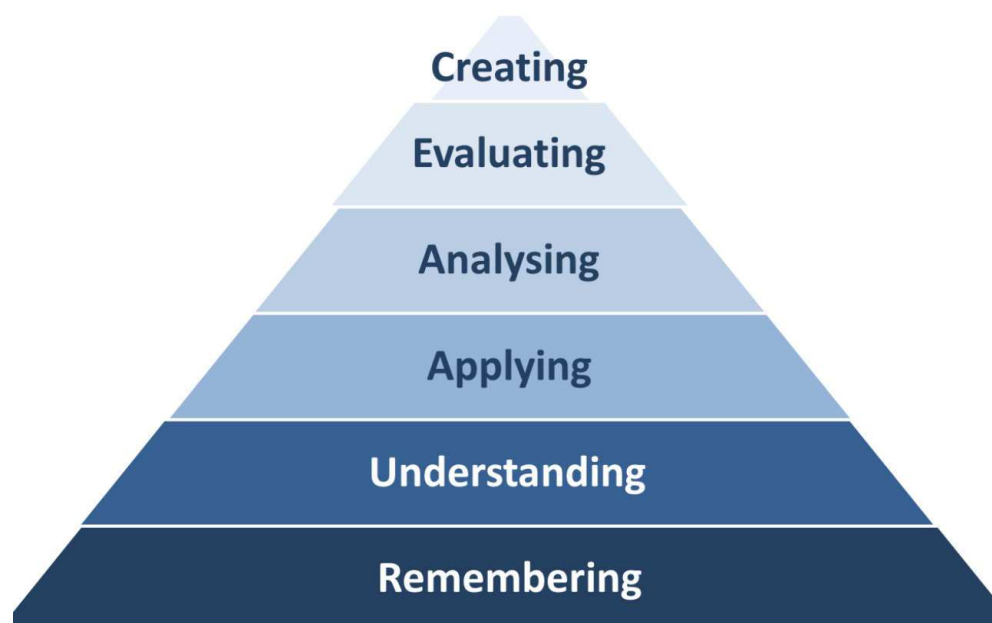 Creating
Evaluating
Analysing
Applying
Understanding
Remembering